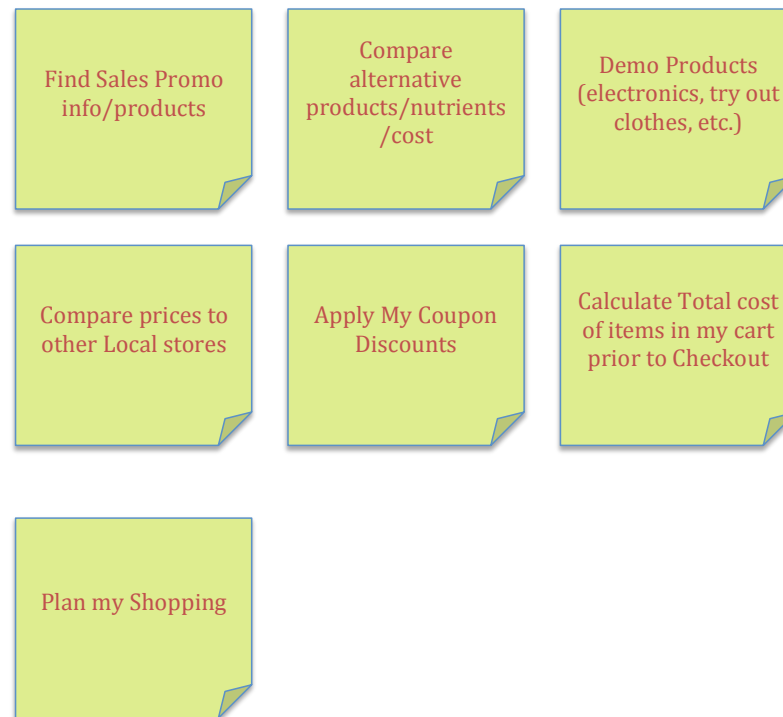 Find Sales Promo
info/products
Compare
alternative
products/nutrients
/cost
Demo Products
(electronics, try out
clothes, etc.)
Compare prices to
other Local stores
Apply My Coupon
Discounts
Calculate Total cost
of items in my cart
prior to Checkout
Plan my Shopping